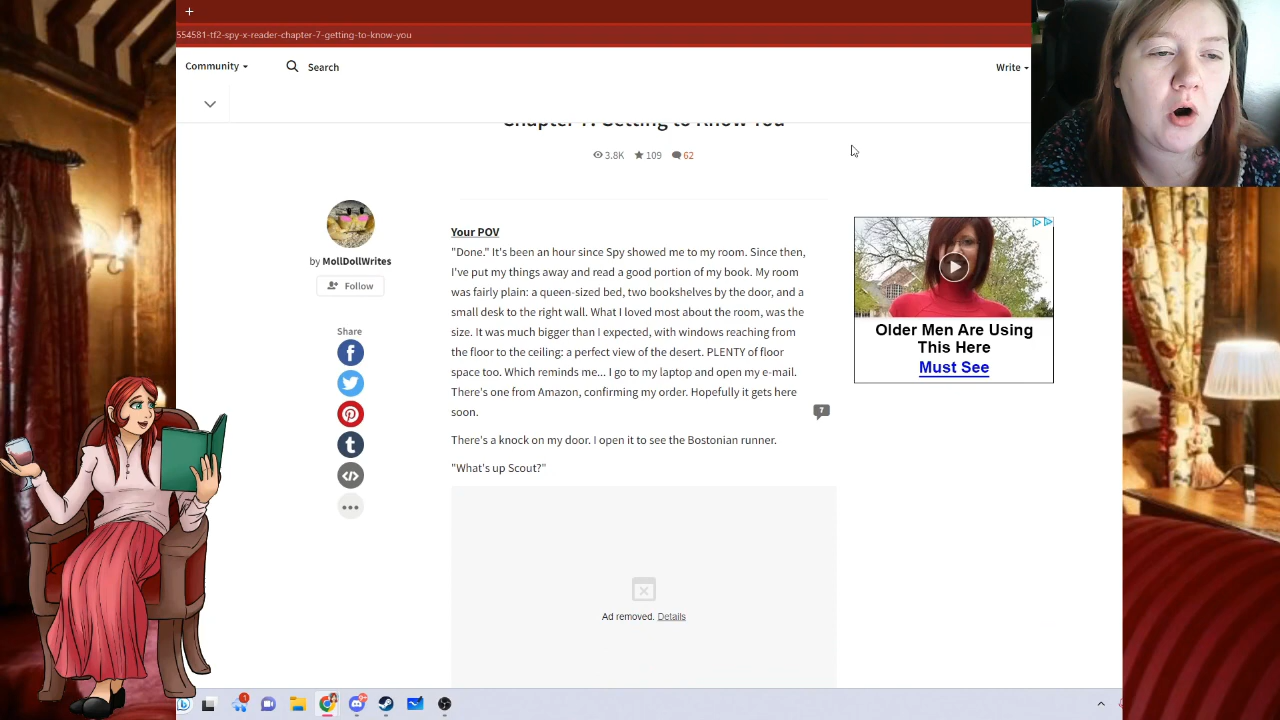 +
554581-tf2-spy-x-reader-chapter-7-getting-to-know-you
Community
Search
Write
Chapter 7: Getting to Know You
3.8K 109 62
by MollDollWrites
Follow
Share
Your POV
"Done." It's been an hour since Spy showed me to my room. Since then,
I've put my things away and read a good portion of my book. My room
was fairly plain: a queen-sized bed, two bookshelves by the door, and a
small desk to the right wall. What I loved most about the room, was the
size. It was much bigger than I expected, with windows reaching from
the floor to the ceiling: a perfect view of the desert. PLENTY of floor
space too. Which reminds me... I go to my laptop and open my e-mail.
There's one from Amazon, confirming my order. Hopefully it gets here
soon.
7
There's a knock on my door. I open it to see the Bostonian runner.
"What's up Scout?"
Ad removed. Details
Older Men Are Using
This Here
Must See